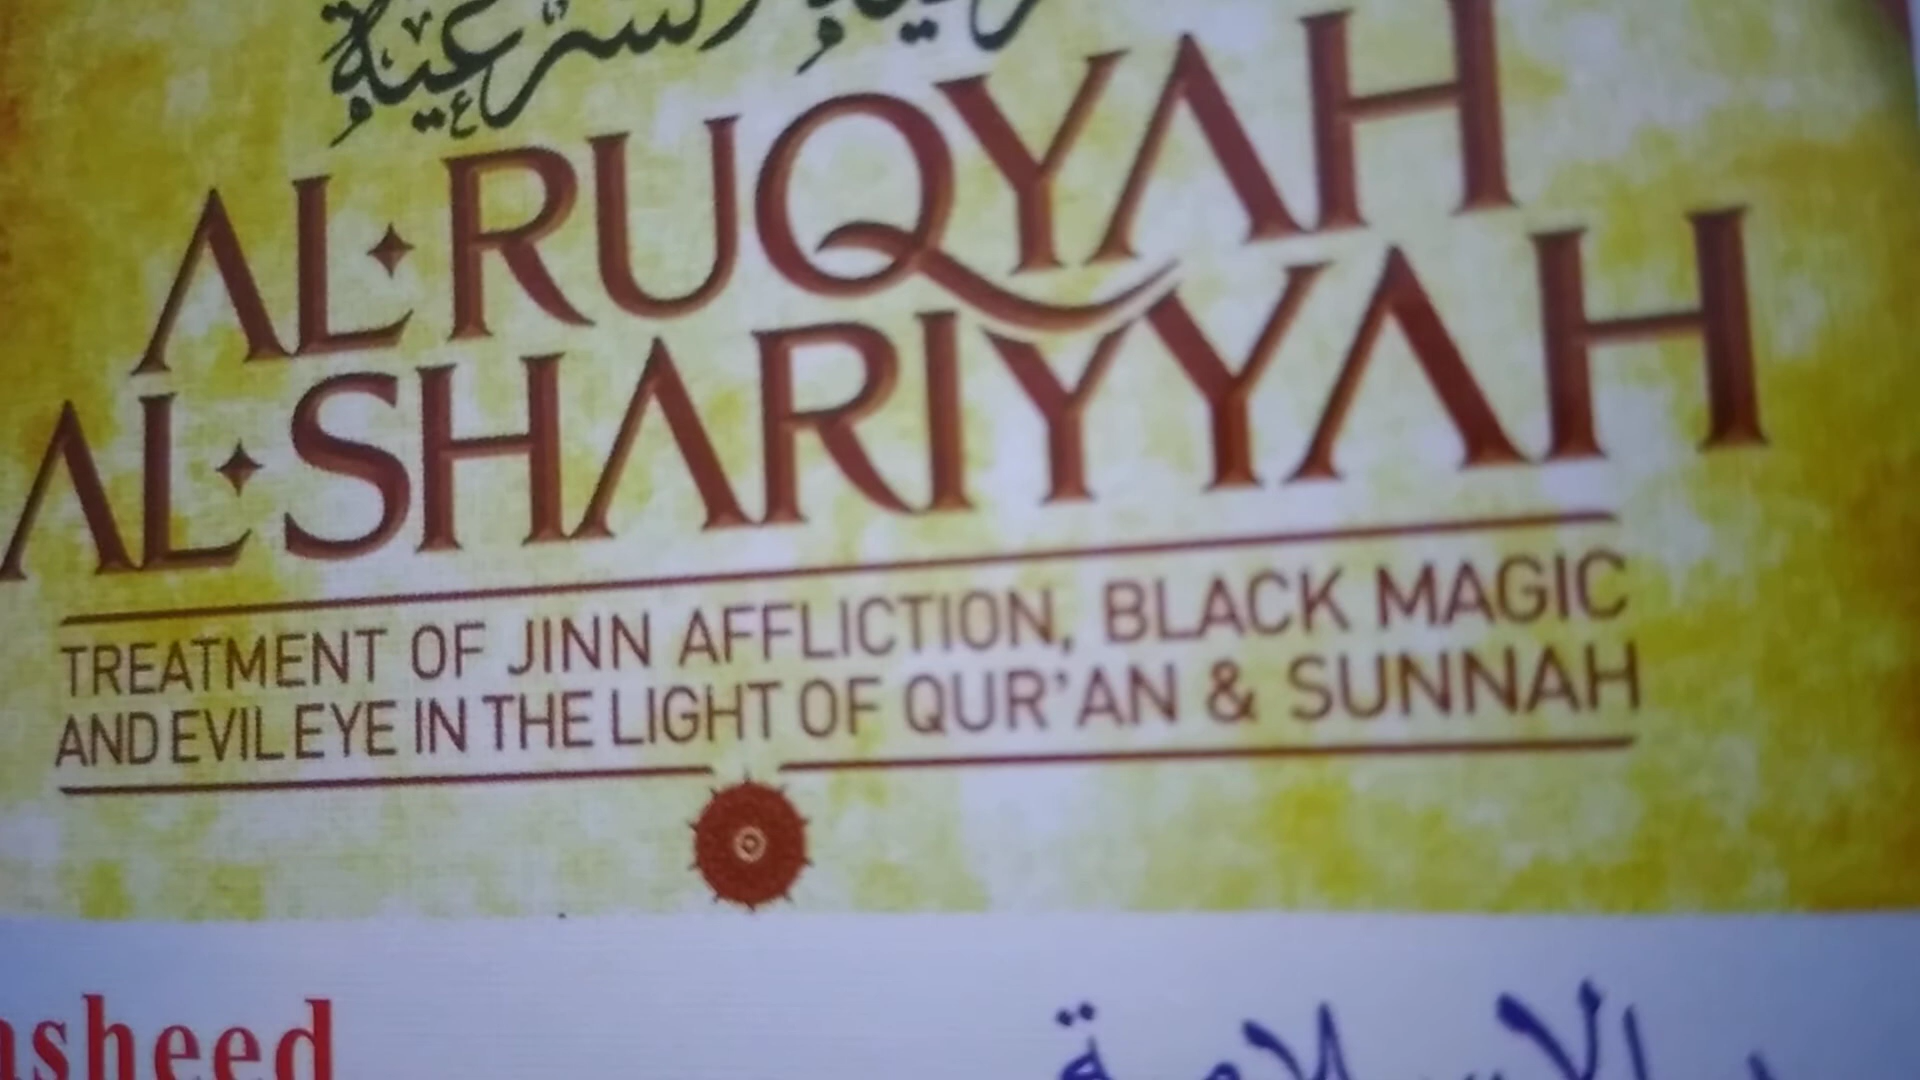 الشرعية
AL-RUQYAH
AL-SHARIYYAH
TREATMENT OF JINN AFFLICTION, BLACK MAGIC
AND EVIL EYE IN THE LIGHT OF QUR'AN & SUNNAH